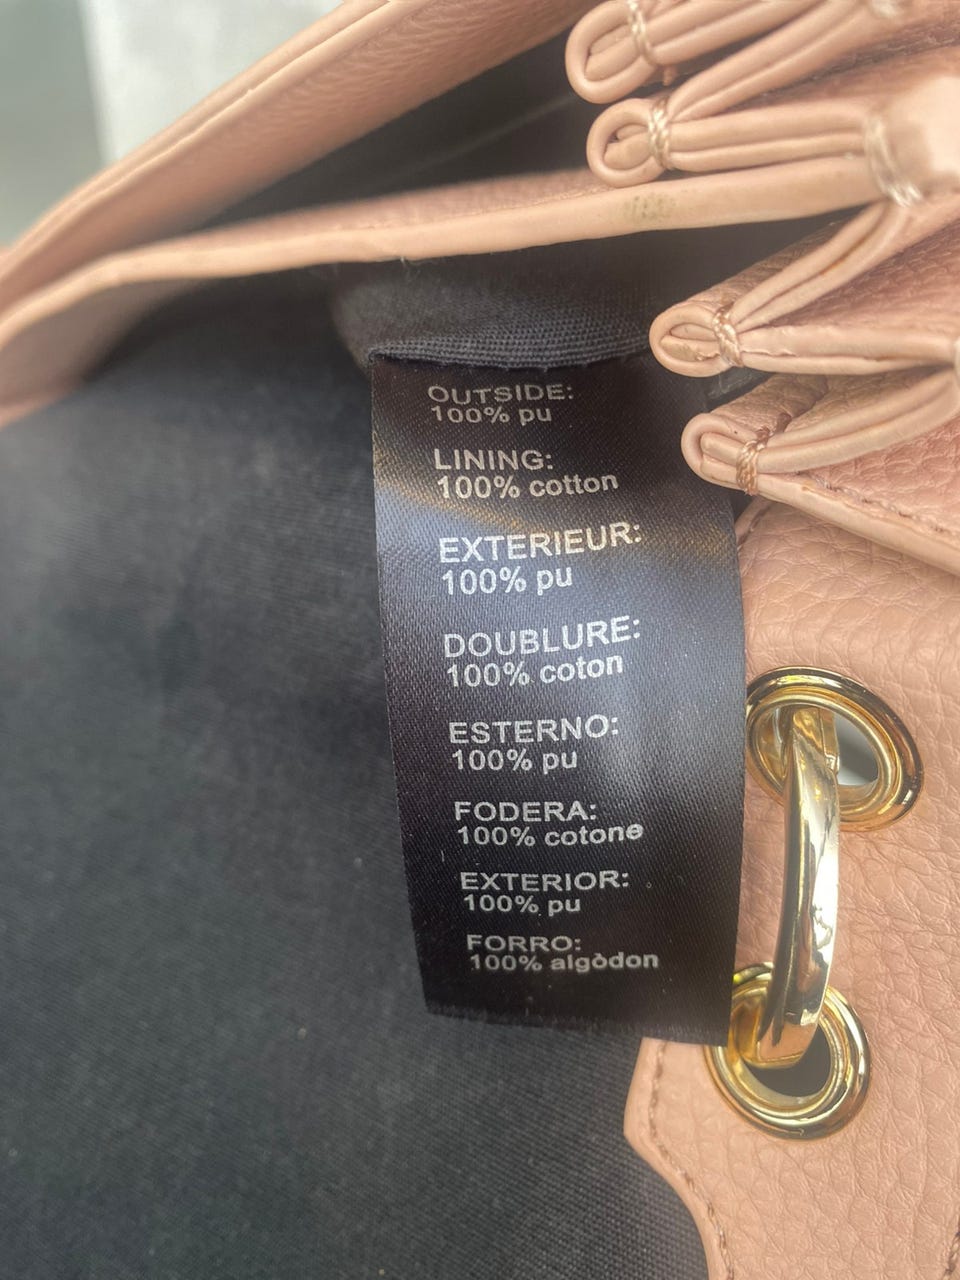 OUTSIDE:
100% pu
LINING:
100% cotton
EXTERIEUR:
100% pu
DOUBLURE:
100% coton
ESTERNO:
100% pu
FODERA:
100% cotone
EXTERIOR:
100% pu
FORRO:
100% algòdon